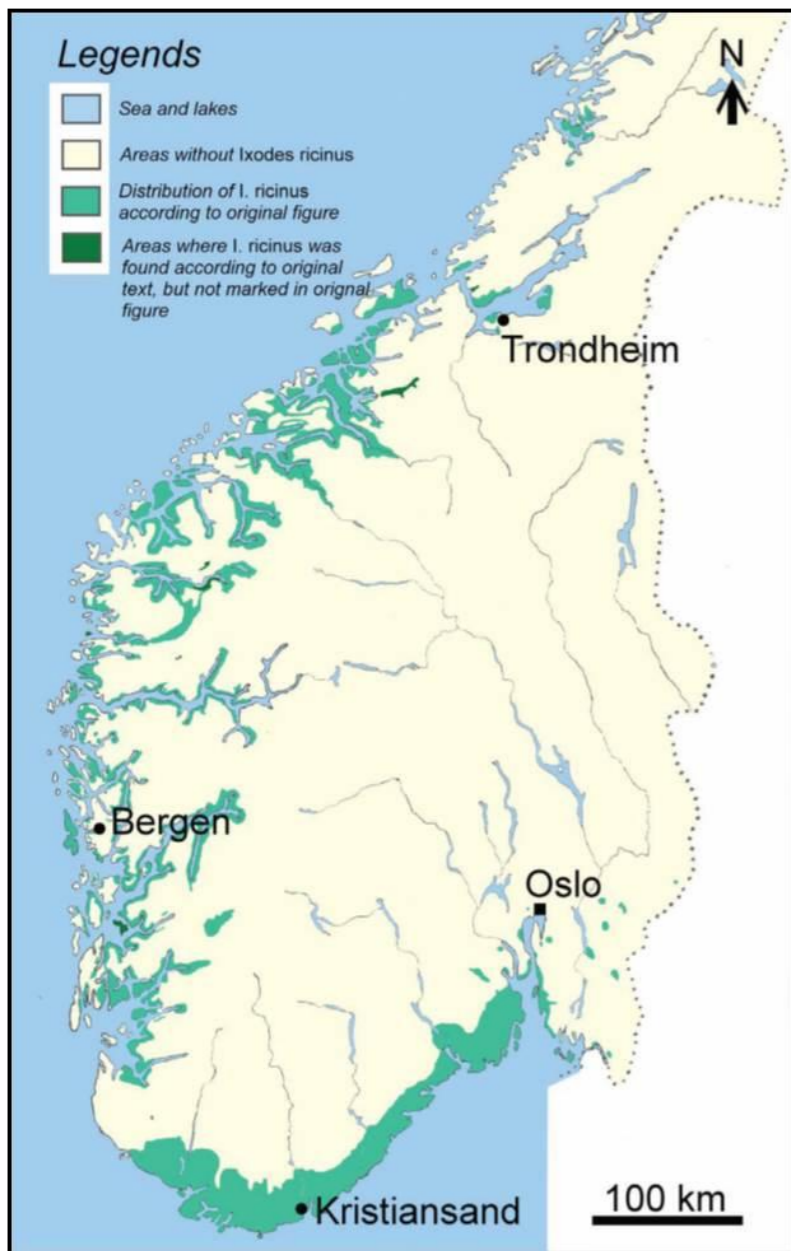 Legends
N
Sea and lakes
Areas without Ixodes ricinus
Distribution of I. ricinus
according to original figure
Areas where I. ricinus was
found according to original
text, but not marked in orignal
figure
Trondheim
Bergen
Oslo
Kristiansand
100 km